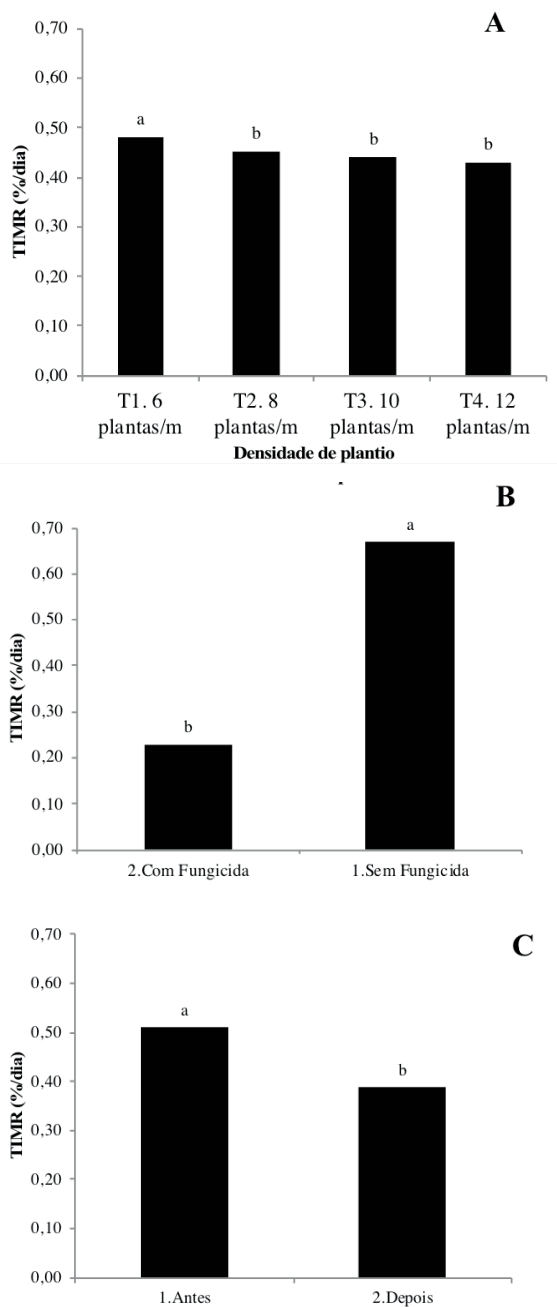 A
0,70
0,60
0,50
0,40
0,30
0,20
0,10
0,00
TIMR (%/dia)
a
b
b
b
T1. 6 plantas/m
T2. 8 plantas/m
T3. 10 plantas/m
T4. 12 plantas/m
Densidade de plantio
B
0,70
0,60
0,50
0,40
0,30
0,20
0,10
0,00
TIMR (%/dia)
b
a
2.Com Fungicida
1.Sem Fungicida
C
0,70
0,60
0,50
0,40
0,30
0,20
0,10
0,00
TIMR (%/dia)
a
b
1.Antes
2.Depois